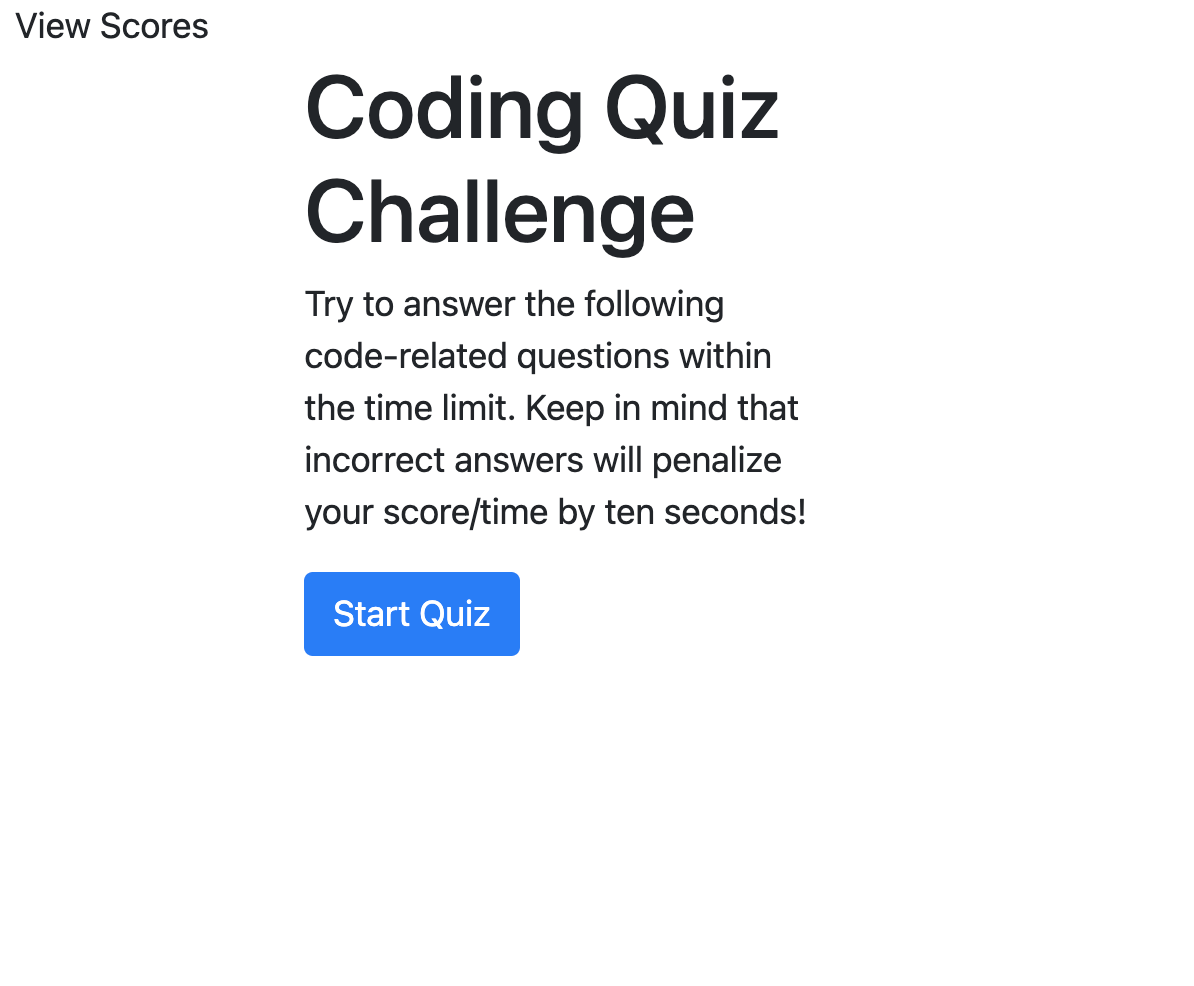 View Scores
Coding Quiz
Challenge
Try to answer the following
code-related questions within
the time limit. Keep in mind that
incorrect answers will penalize
your score/time by ten seconds!
Start Quiz